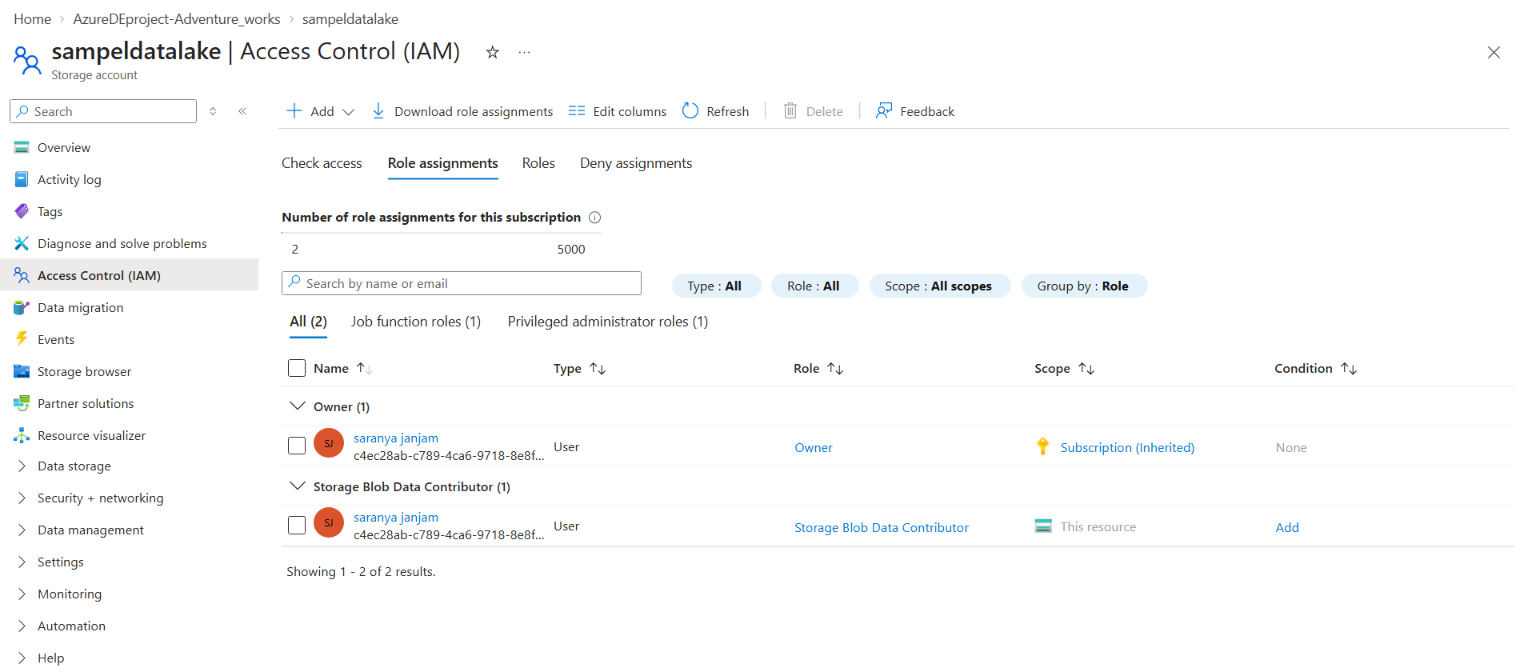 Home > AzureDEproject-Adventure_works > sampeldatalake
sampeldatalake | Access Control (IAM)
Storage account
Search
Overview
Activity log
Tags
Diagnose and solve problems
Access Control (IAM)
Data migration
Events
Storage browser
Partner solutions
Resource visualizer
Data storage
Security + networking
Data management
Settings
Monitoring
Automation
Help
Add Download role assignments Edit columns Refresh Delete Feedback
Check access Role assignments Roles Deny assignments
Number of role assignments for this subscription
2 5000
Search by name or email Type : All Role : All Scope : All scopes Group by : Role
All (2) Job function roles (1) Privileged administrator roles (1)
Name Type Role Scope Condition
Owner (1)
SJ saranya janjam User Owner Subscription (Inherited) None
c4ec28ab-c789-4ca6-9718-8e8f...
Storage Blob Data Contributor (1)
SJ saranya janjam User Storage Blob Data Contributor This resource Add
c4ec28ab-c789-4ca6-9718-8e8f...
Showing 1 - 2 of 2 results.